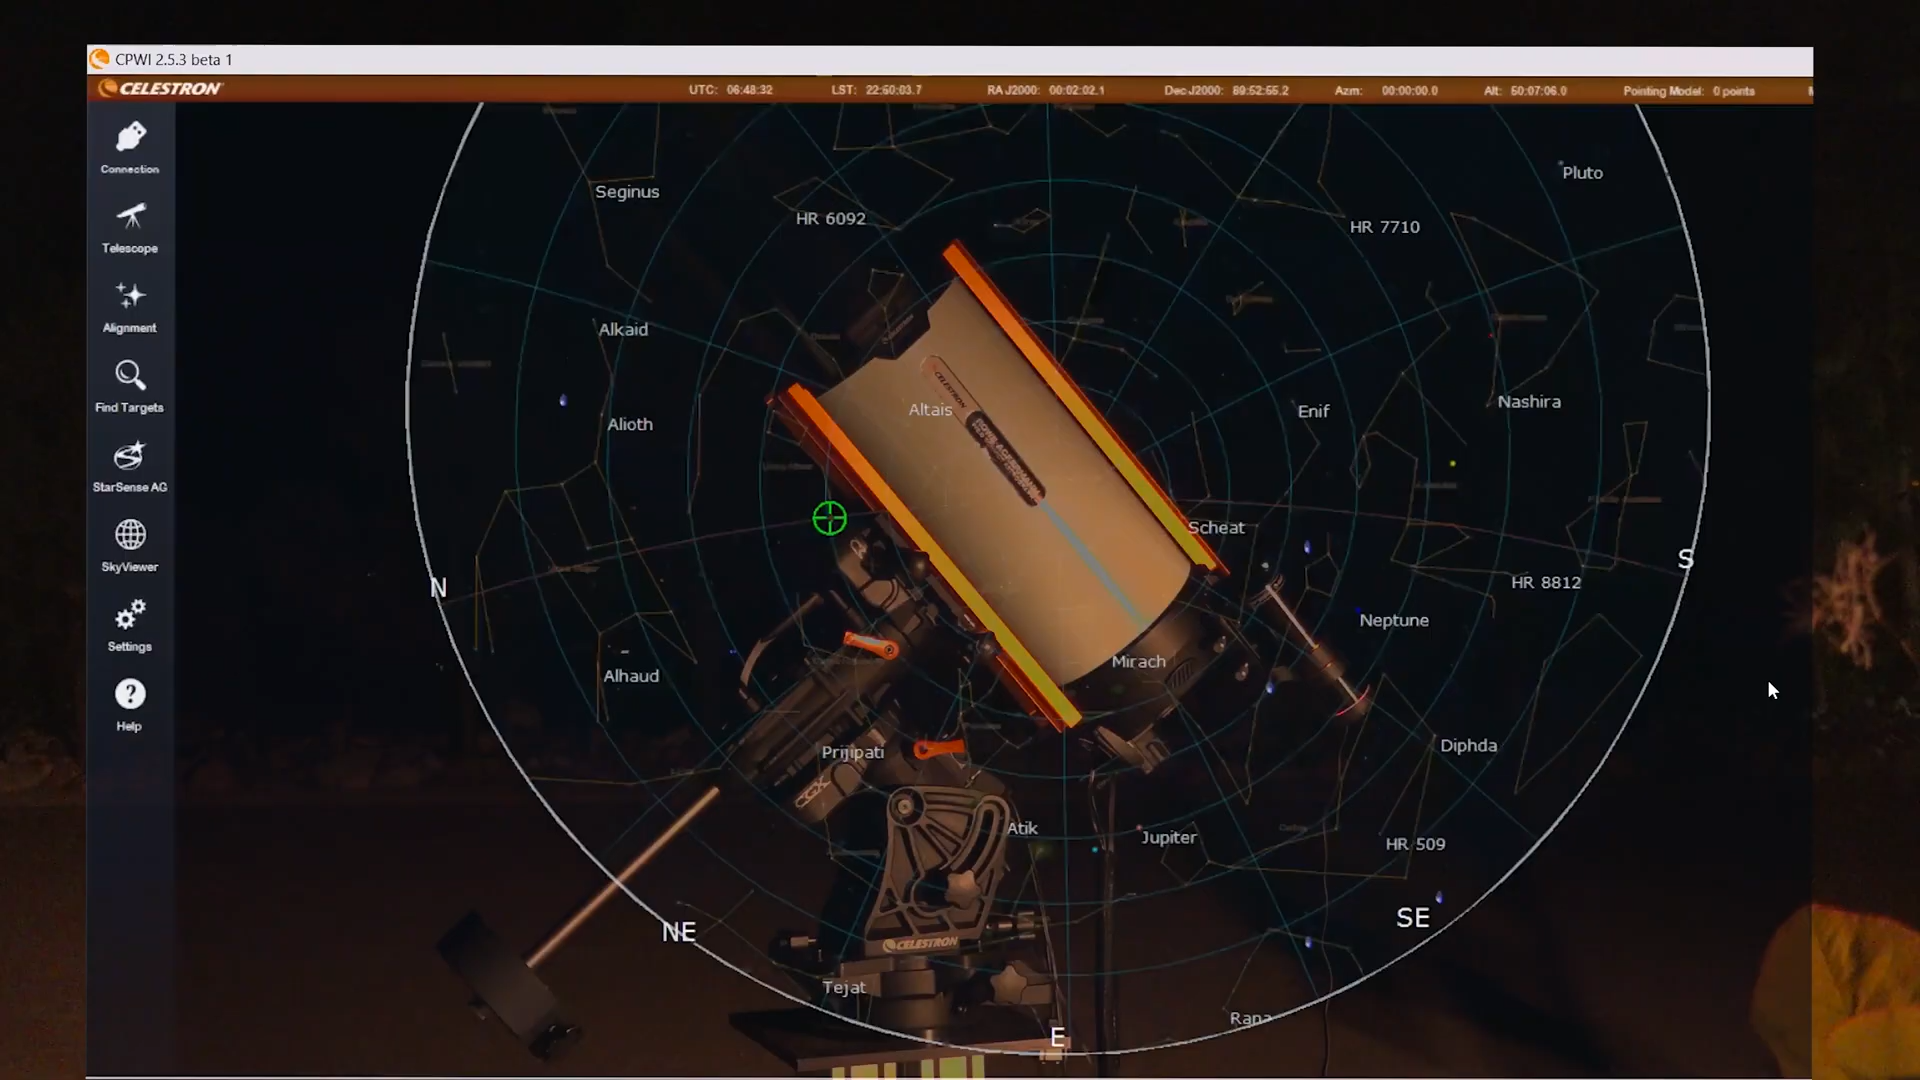 CPWI 2.5.3 beta 1
CELESTRON
UTC: 06:48:32
LST: 22:50:03.7
RA J2000: 00:02:02.1
Dec J2000: 89:52:55.2
Azm: 00:00:00.0
Alt: 50:07:06.0
Pointing Model: 0 points
Connection
Telescope
Alignment
Find Targets
StarSense AG
SkyViewer
Settings
Help
Pluto
Seginus
HR 6092
HR 7710
Alkaid
CELESTRON
Altais
Enif
Nashira
Alioth
Scheat
S
HR 8812
N
Neptune
Mirach
Alhaud
Diphda
Prijipati
CGX
Atik
Jupiter
HR 509
SE
NE
CELESTRON
Tejat
Rana
E